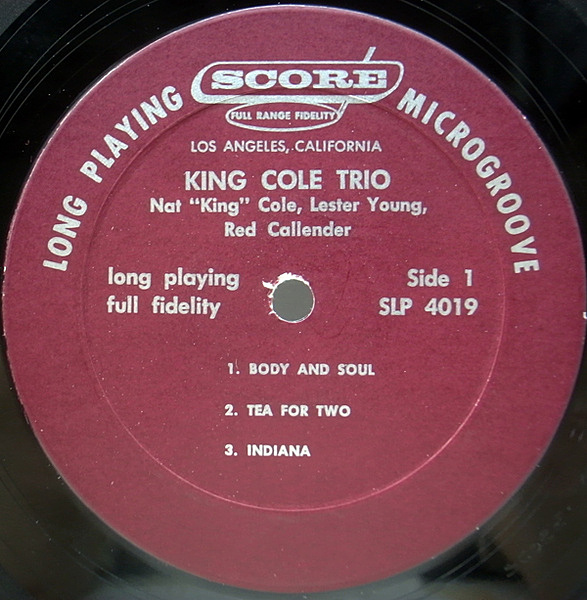 SCORE
FULL RANGE FIDELITY
LONG PLAYING MICROGROOVE
LOS ANGELES, CALIFORNIA
KING COLE TRIO
Nat "King" Cole, Lester Young,
Red Callender
long playing Side 1
full fidelity SLP 4019
1. BODY AND SOUL
2. TEA FOR TWO
3. INDIANA